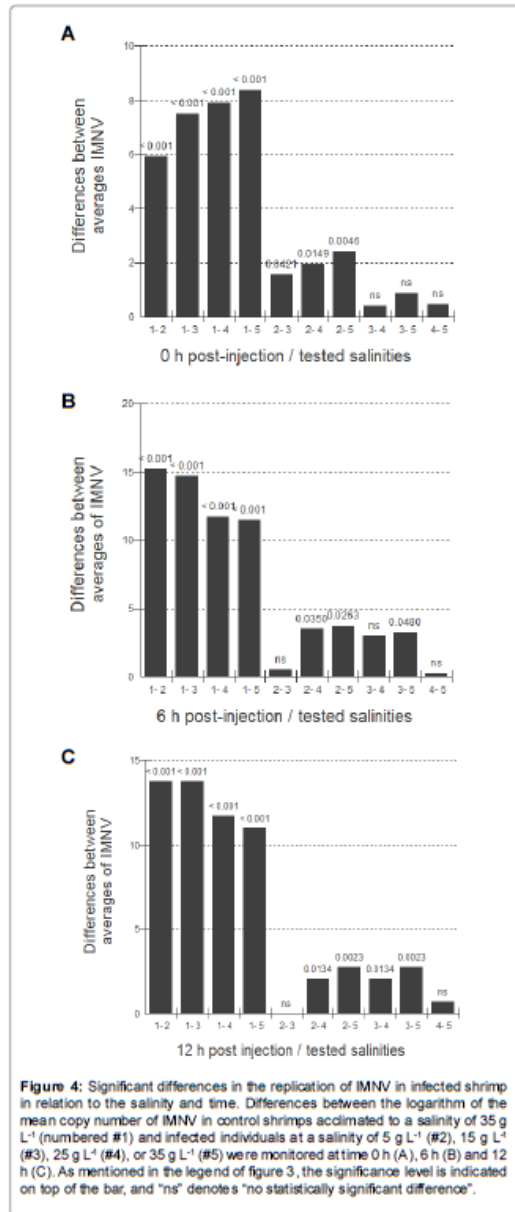 A
Differences between
averages IMNV
10
8
6
4
2
0
< 0.001
< 0.001
< 0.001
< 0.001
0.0421
0.0149
0.0046
ns
ns
ns
1- 2
1- 3
1- 4
1- 5
2- 3
2- 4
2- 5
3- 4
3- 5
4- 5
0 h post-injection / tested salinities
B
Differences between
averages of IMNV
20
15
10
5
0
< 0.001
< 0.001
< 0.001
< 0.001
ns
0.0350
0.0263
ns
0.0480
ns
1- 2
1- 3
1- 4
1- 5
2- 3
2- 4
2- 5
3- 4
3- 5
4- 5
6 h post-injection / tested salinities
C
Differences between
averages of IMNV
15
10
5
0
< 0.001
< 0.001
< 0.001
< 0.001
ns
0.0134
0.0023
0.0134
0.0023
ns
1- 2
1- 3
1- 4
1- 5
2- 3
2- 4
2- 5
3- 4
3- 5
4- 5
12 h post injection / tested salinities
Figure 4: Significant differences in the replication of IMNV in infected shrimp
in relation to the salinity and time. Differences between the logarithm of the
mean copy number of IMNV in control shrimps acclimated to a salinity of 35 g
L⁻¹ (numbered #1) and infected individuals at a salinity of 5 g L⁻¹ (#2), 15 g L⁻¹
(#3), 25 g L⁻¹ (#4), or 35 g L⁻¹ (#5) were monitored at time 0 h (A), 6 h (B) and 12
h (C). As mentioned in the legend of figure 3, the significance level is indicated
on top of the bar, and "ns" denotes "no statistically significant difference".